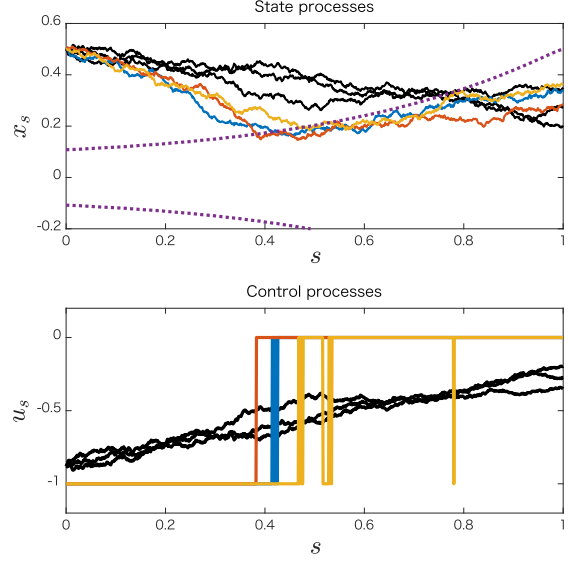 State processes
0.6
0.4
0.2
0
-0.2
x_s
0 0.2 0.4 0.6 0.8 1
s
Control processes
0
-0.5
-1
u_s
0 0.2 0.4 0.6 0.8 1
s